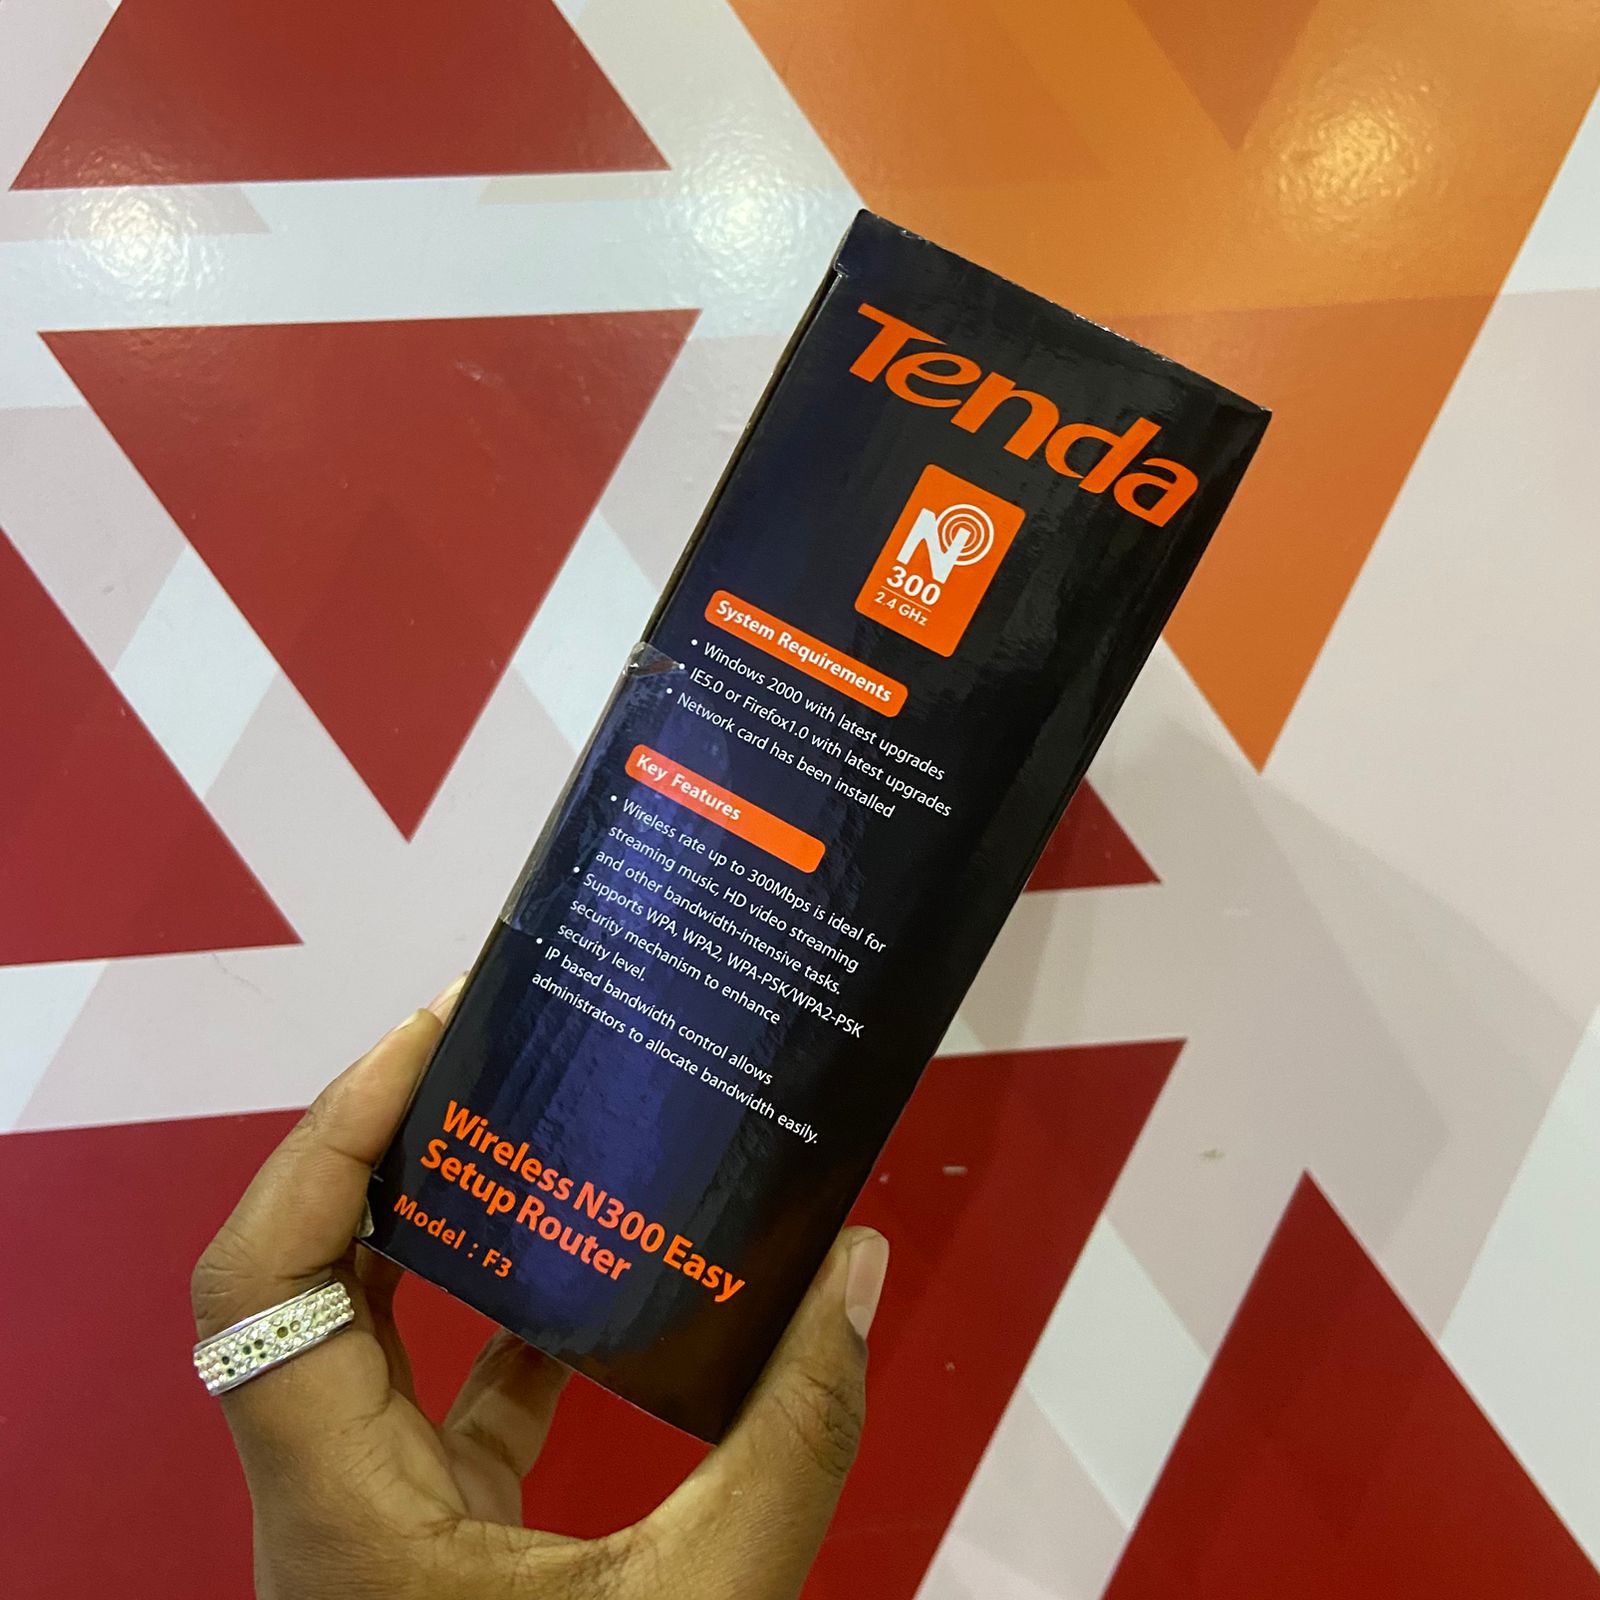 Tenda
N
300
2.4 GHz
System Requirements
• Windows 2000 with latest upgrades
• IE5.0 or Firefox1.0 with latest upgrades
• Network card has been installed
Key Features
• Wireless rate up to 300Mbps is ideal for
streaming music, HD video streaming
and other bandwidth-intensive tasks.
• Supports WPA, WPA2, WPA-PSK/WPA2-PSK
security mechanism to enhance
security level.
• IP based bandwidth control allows
administrators to allocate bandwidth easily.
Wireless N300 Easy
Setup Router
Model : F3